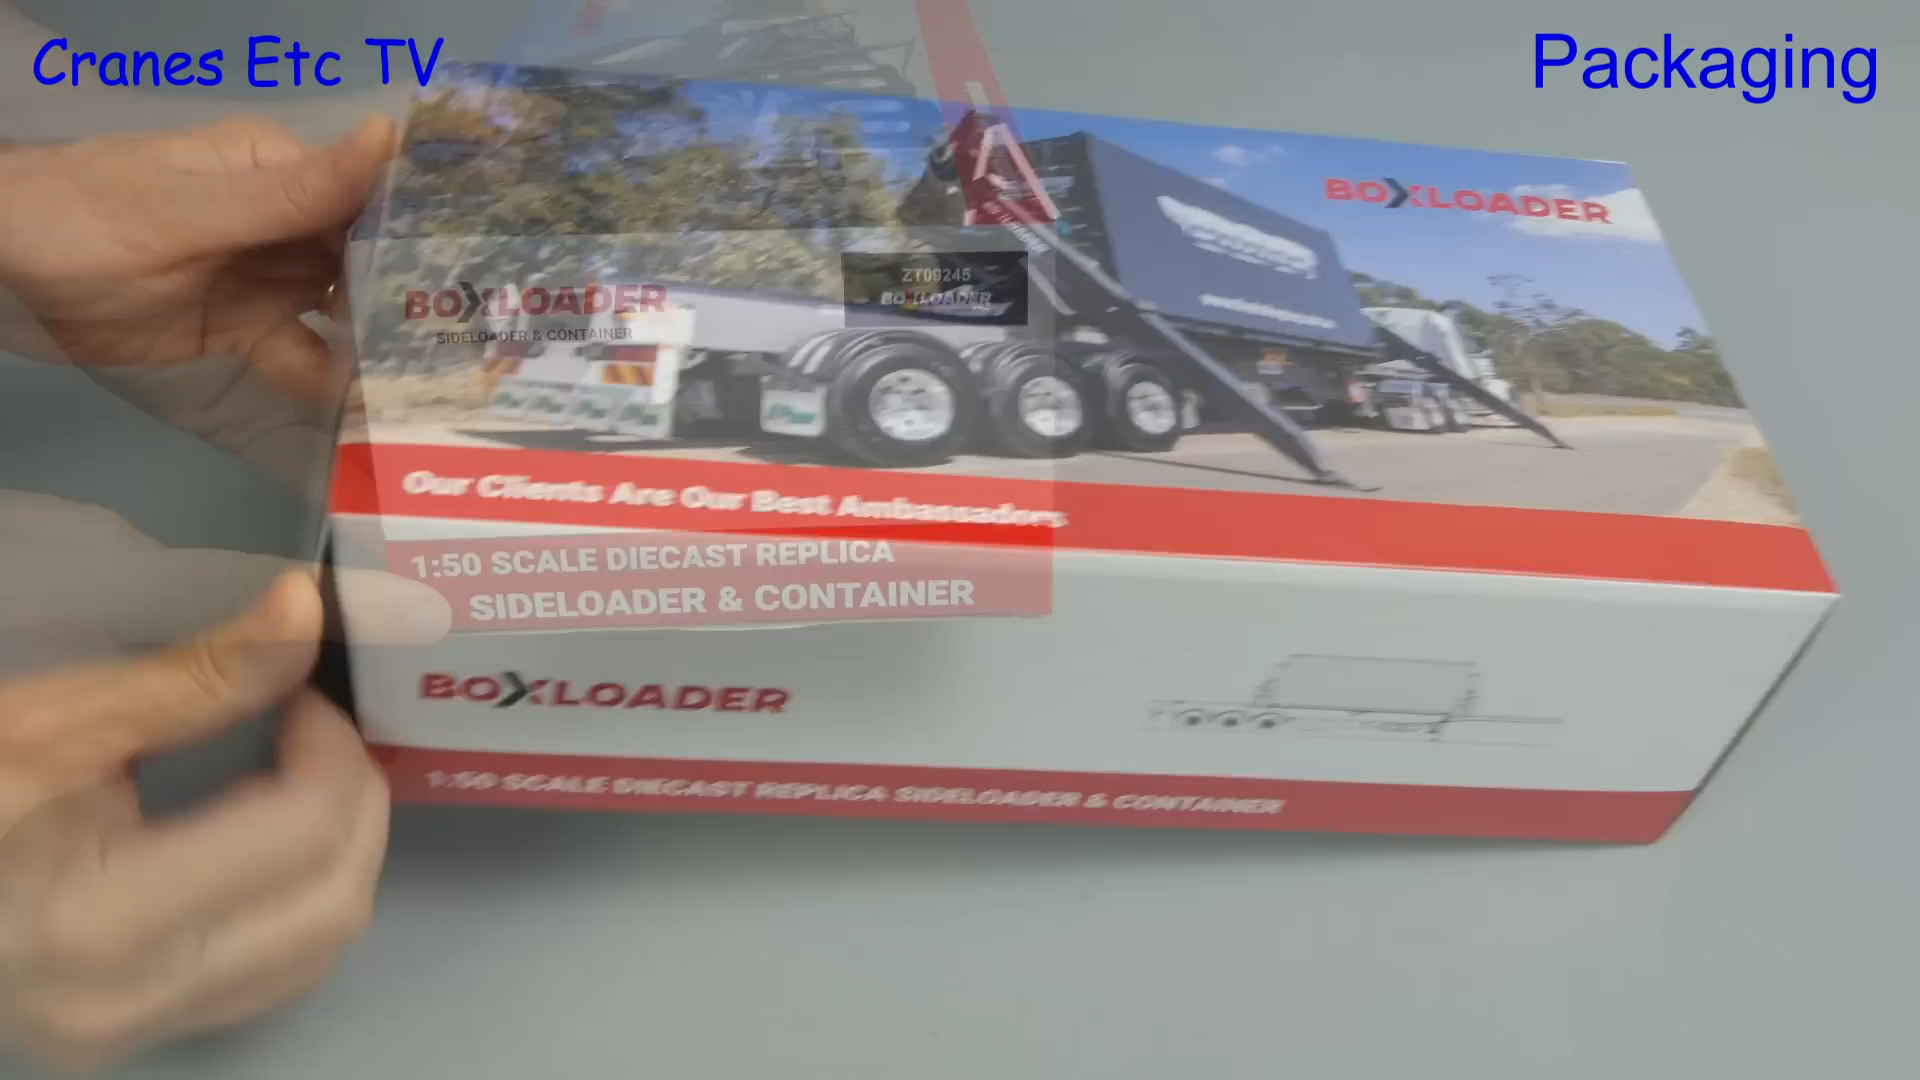 Cranes Etc TV
Packaging
BOXLOADER
ZT09245
BOXLOADER
BOXLOADER
SIDELOADER & CONTAINER
Our Clients Are Our Best Ambassadors
1:50 SCALE DIECAST REPLICA
SIDELOADER & CONTAINER
BOXLOADER
1:50 SCALE DIECAST REPLICA SIDELOADER & CONTAINER